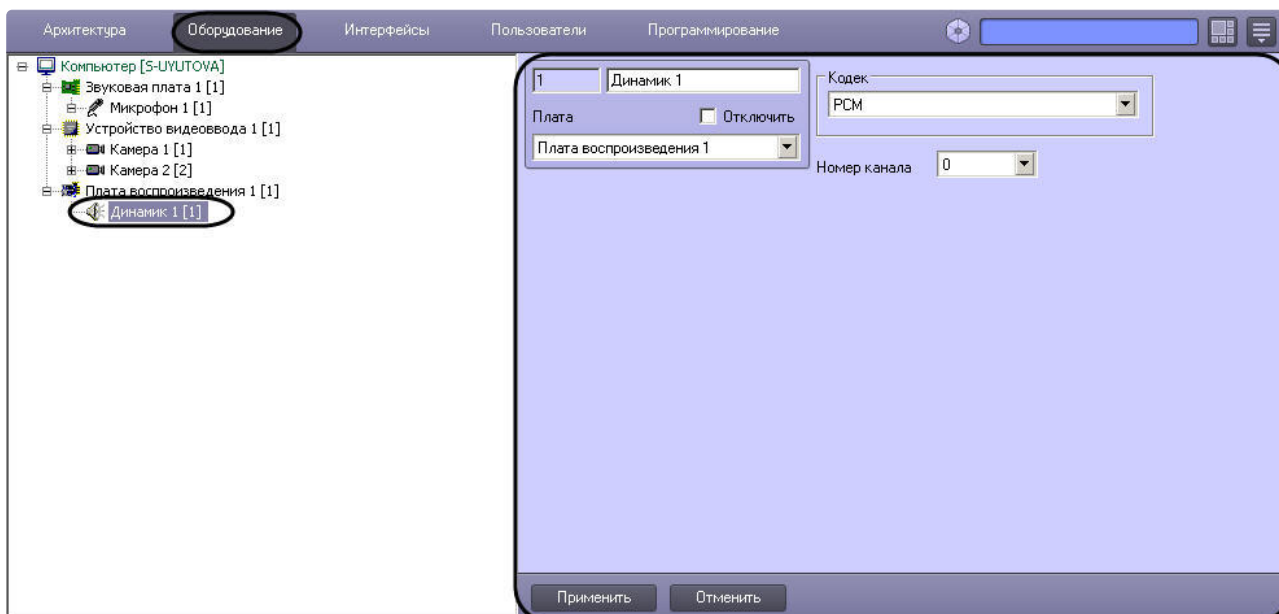 Архитектура Оборудование Интерфейсы Пользователи Программирование
Компьютер [S-UYUTOVA]
Звуковая плата 1 [1]
Микрофон 1 [1]
Устройство видеоввода 1 [1]
Камера 1 [1]
Камера 2 [2]
Плата воспроизведения 1 [1]
Динамик 1 [1]
1 Динамик 1
Плата Отключить
Плата воспроизведения 1
Кодек
PCM
Номер канала 0
Применить Отменить